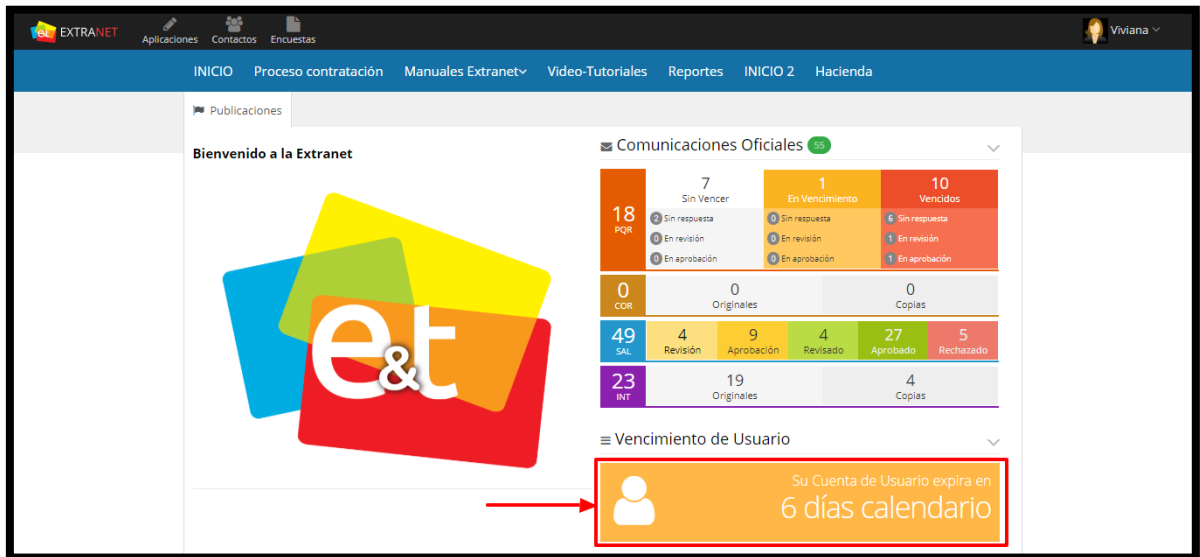 et EXTRANET
Aplicaciones Contactos Encuestas
Viviana
INICIO Proceso contratación Manuales Extranet Video-Tutoriales Reportes INICIO 2 Hacienda
Publicaciones
Bienvenido a la Extranet
e&t
Comunicaciones Oficiales 55
18
PQR
7
Sin Vencer
2 Sin respuesta
0 En revisión
0 En aprobación
1
En Vencimiento
0 Sin respuesta
0 En revisión
0 En aprobación
10
Vencidos
6 Sin respuesta
1 En revisión
1 En aprobación
0
COR
0
Originales
0
Copias
49
SAL
4
Revisión
9
Aprobación
4
Revisado
27
Aprobado
5
Rechazado
23
INT
19
Originales
4
Copias
Vencimiento de Usuario
Su Cuenta de Usuario expira en
6 días calendario